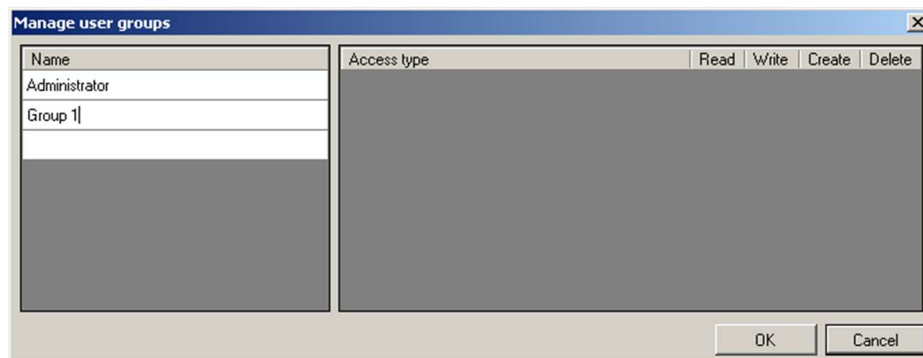 Manage user groups
Name
Access type Read Write Create Delete
Administrator
Group 1
OK Cancel